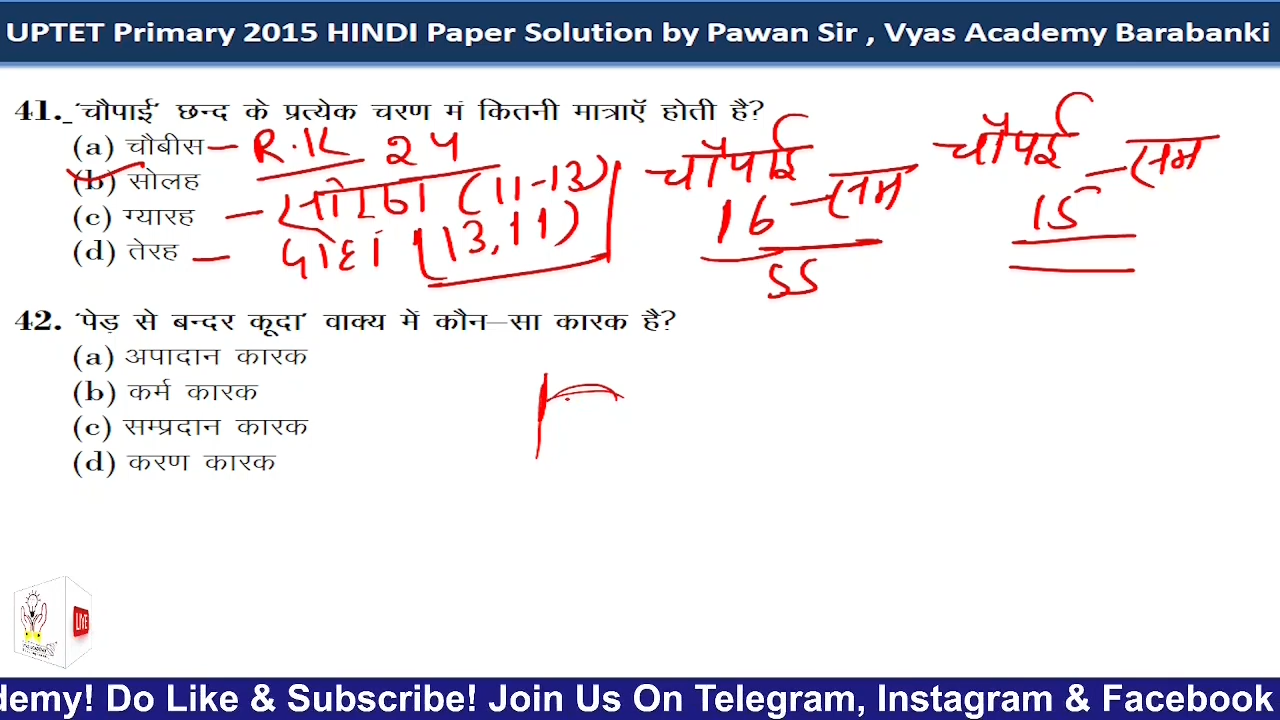 UPTET Primary 2015 HINDI Paper Solution by Pawan Sir , Vyas Academy Barabanki
41. 'चौपाई' छन्द के प्रत्येक चरण मं कितनी मात्राएँ होती है?
(a) चौबीस – R.K 24
(b) सोलह
(c) ग्यारह – सोरठा (11-13)
(d) तेरह – दोहा (13, 11)
चौपाई
16 – सम
SS
चौपई – सम
15
42. 'पेड़ से बन्दर कूदा' वाक्य में कौन–सा कारक है?
(a) अपादान कारक
(b) कर्म कारक
(c) सम्प्रदान कारक
(d) करण कारक
LIVE
demy! Do Like & Subscribe! Join Us On Telegram, Instagram & Facebook